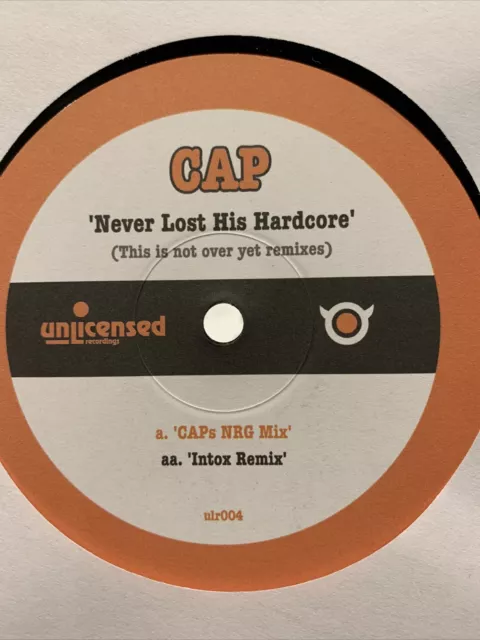 CAP
'Never Lost His Hardcore'
(This is not over yet remixes)
unlicensed
recordings
a. 'CAPs NRG Mix'
aa. 'Intox Remix'
ulr004